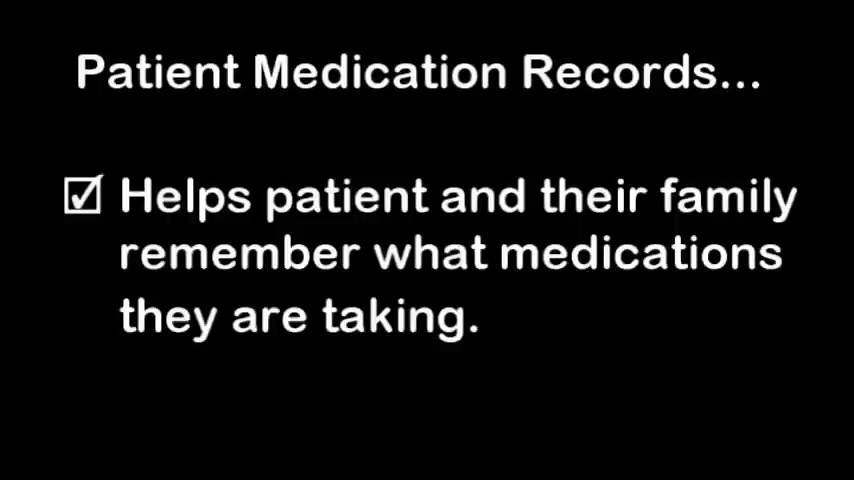 Patient Medication Records...
☑ Helps patient and their family
remember what medications
they are taking.